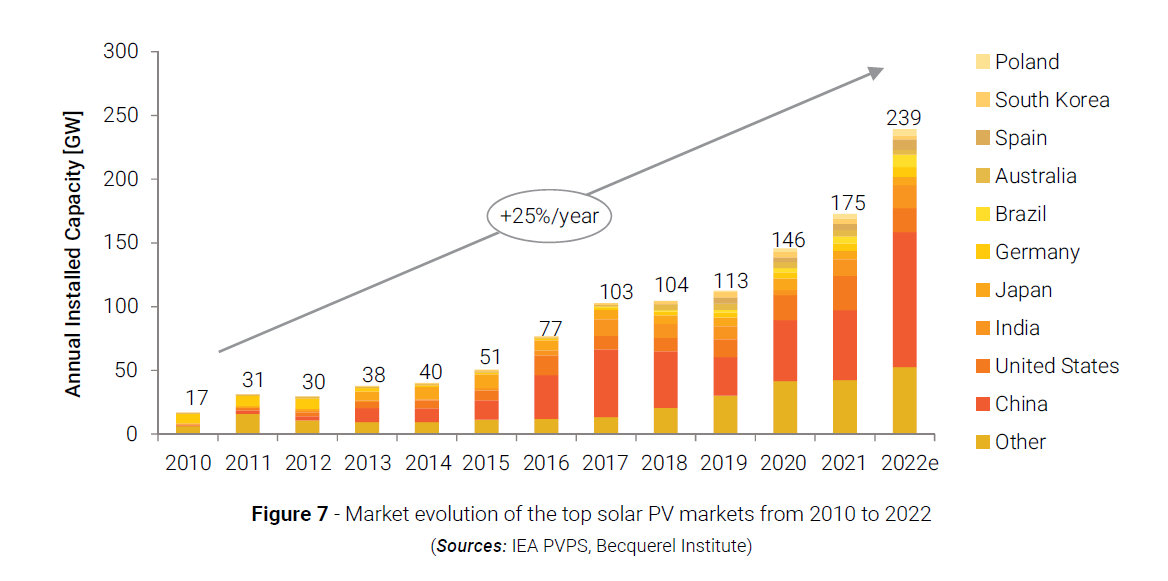 Annual Installed Capacity [GW]
300
250
200
150
100
50
0
17
31
30
38
40
51
77
103
104
113
146
175
239
+25%/year
2010 2011 2012 2013 2014 2015 2016 2017 2018 2019 2020 2021 2022e
Poland
South Korea
Spain
Australia
Brazil
Germany
Japan
India
United States
China
Other
Figure 7 - Market evolution of the top solar PV markets from 2010 to 2022
(Sources: IEA PVPS, Becquerel Institute)